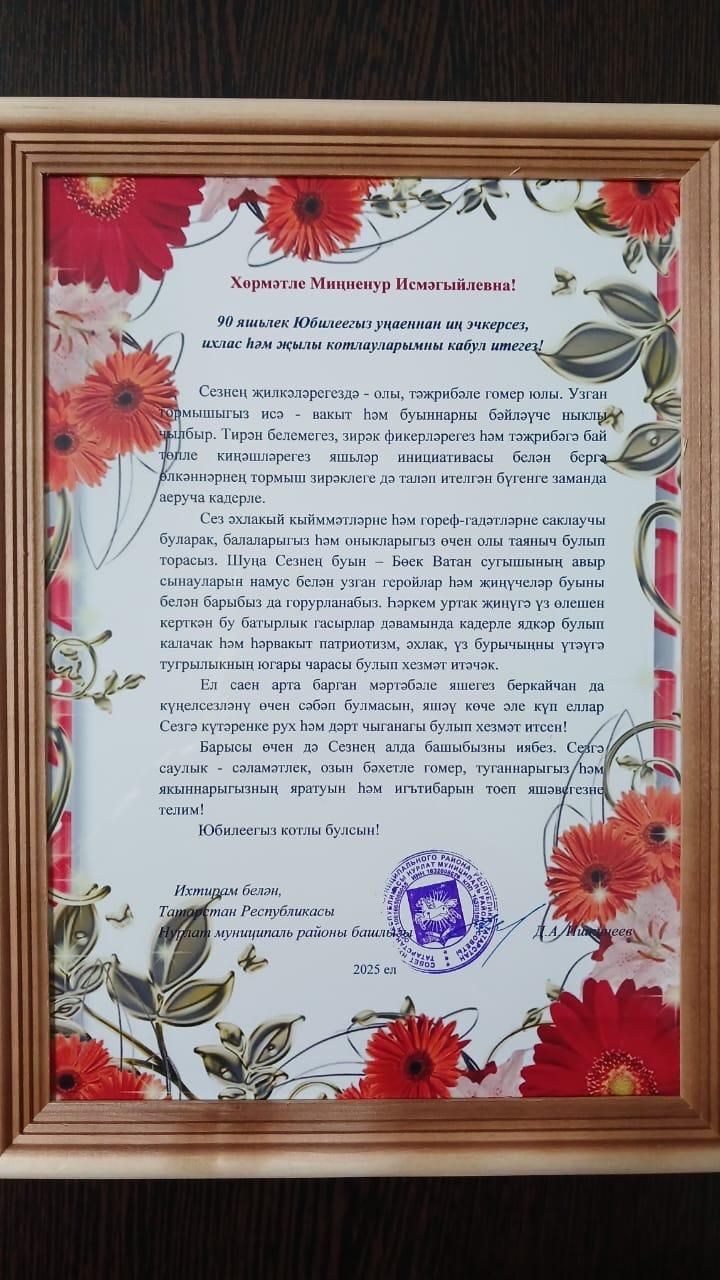 Хөрмәтле Миңненур Исмәгыйлевна!
90 яшьлек Юбилеегыз уңаеннан иң эчкерсез,
ихлас һәм җылы котлауларымны кабул итегез!
Сезнең җилкәләрегездә - олы, тәҗрибәле гомер юлы. Узган
тормышыгыз исә - вакыт һәм буыннарны бәйләүче ныклы
чылбыр. Тирән белемегез, зирәк фикерләрегез һәм тәҗрибәгә бай
төпле киңәшләрегез яшьләр инициативасы белән бергә
өлкәннәрнең тормыш зирәклеге дә таләп ителгән бүгенге заманда
аеруча кадерле.
Сез әхлакый кыйммәтләрне һәм гореф-гадәтләрне саклаучы
буларак, балаларыгыз һәм оныкларыгыз өчен олы таяныч булып
торасыз. Шуңа Сезнең буын – Бөек Ватан сугышының авыр
сынауларын намус белән узган геройлар һәм җиңүчеләр буыны
белән барыбыз да горурланабыз. Һәркем уртак җиңүгә үз өлешен
керткән бу батырлык гасырлар дәвамында кадерле ядкәр булып
калачак һәм һәрвакыт патриотизм, әхлак, үз бурычыңны үтәүгә
тугрылыкның югары чарасы булып хезмәт итәчәк.
Ел саен арта барган мәртәбәле яшегез беркайчан да
күңелсезләнү өчен сәбәп булмасын, яшәү көче әле күп еллар
Сезгә күтәренке рух һәм дәрт чыганагы булып хезмәт итсен!
Барысы өчен дә Сезнең алда башыбызны иябез. Сезгә
саулык - сәламәтлек, озын бәхетле гомер, туганнарыгыз һәм
якыннарыгызның яратуын һәм игътибарын тоеп яшәвегезне
телим!
Юбилеегыз котлы булсын!
Ихтирам белән,
Татарстан Республикасы
Нурлат муниципаль районы башлыгы Д.А.
2025 ел